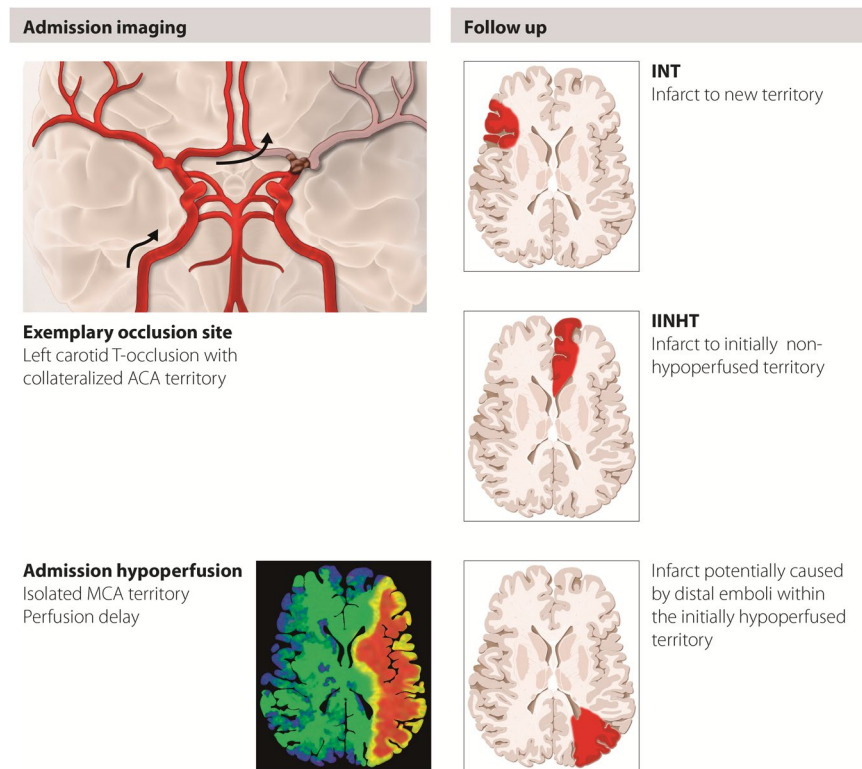 Admission imaging
Exemplary occlusion site
Left carotid T-occlusion with
collateralized ACA territory
Admission hypoperfusion
Isolated MCA territory
Perfusion delay
Follow up
INT
Infarct to new territory
IINHT
Infarct to initially non-
hypoperfused territory
Infarct potentially caused
by distal emboli within
the initially hypoperfused
territory